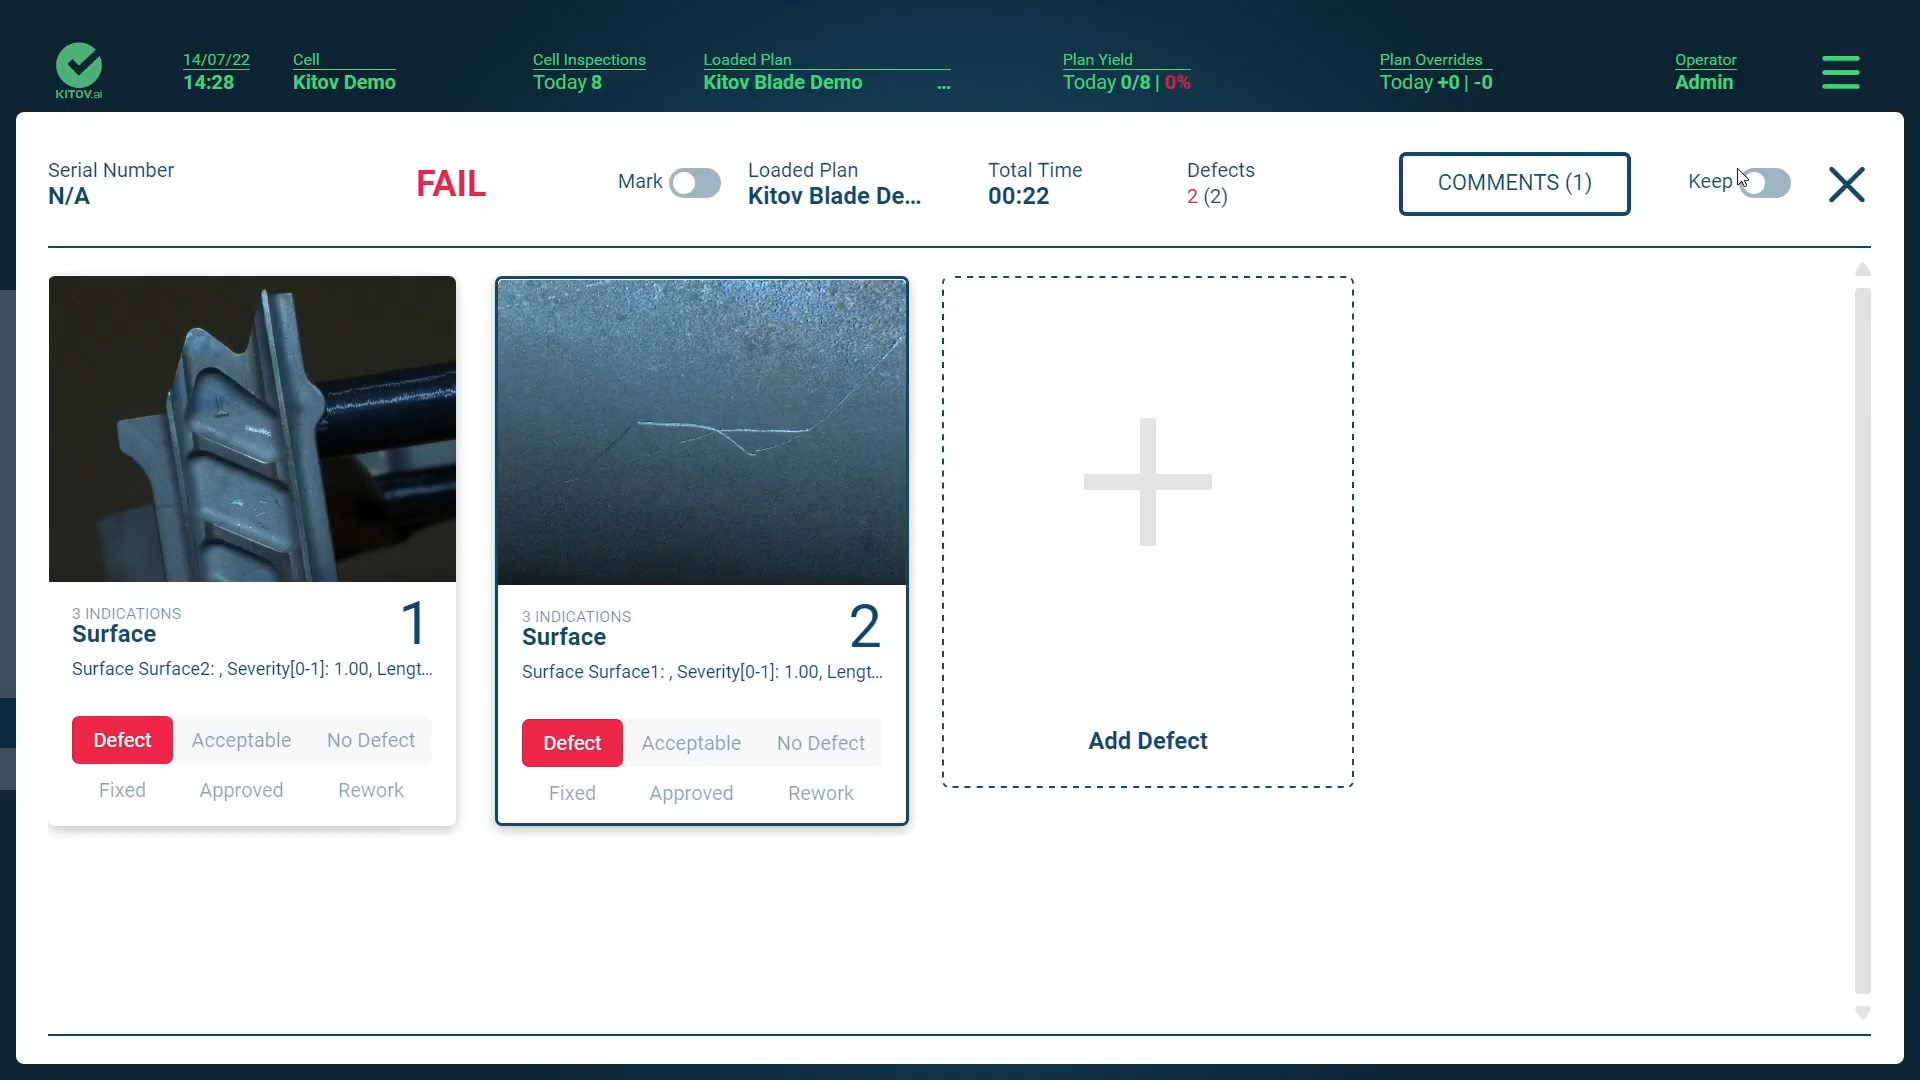 KITOV.ai
14/07/22
14:28
Cell
Kitov Demo
Cell Inspections
Today 8
Loaded Plan
Kitov Blade Demo ...
Plan Yield
Today 0/8 | 0%
Plan Overrides
Today +0 | -0
Operator
Admin
Serial Number
N/A
FAIL
Mark
Loaded Plan
Kitov Blade De...
Total Time
00:22
Defects
2 (2)
COMMENTS (1)
Keep
3 INDICATIONS
Surface
1
Surface Surface2: , Severity[0-1]: 1.00, Lengt...
Defect Acceptable No Defect
Fixed Approved Rework
3 INDICATIONS
Surface
2
Surface Surface1: , Severity[0-1]: 1.00, Lengt...
Defect Acceptable No Defect
Fixed Approved Rework
Add Defect